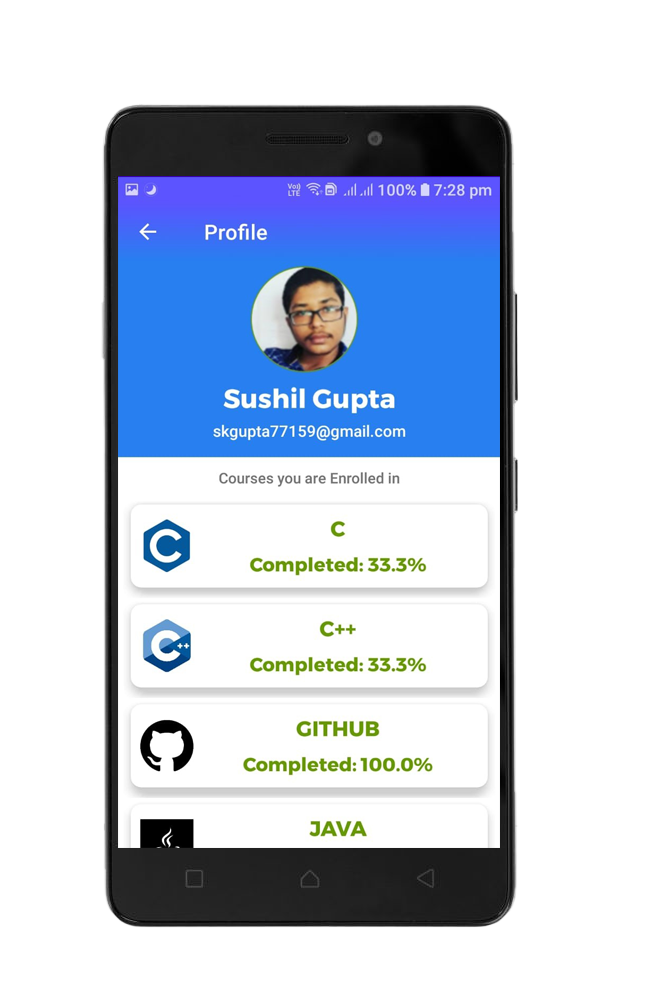 Vo) LTE 100% 7:28 pm
Profile
Sushil Gupta
skgupta77159@gmail.com
Courses you are Enrolled in
C
C
Completed: 33.3%
C++
C++
Completed: 33.3%
GITHUB
Completed: 100.0%
JAVA